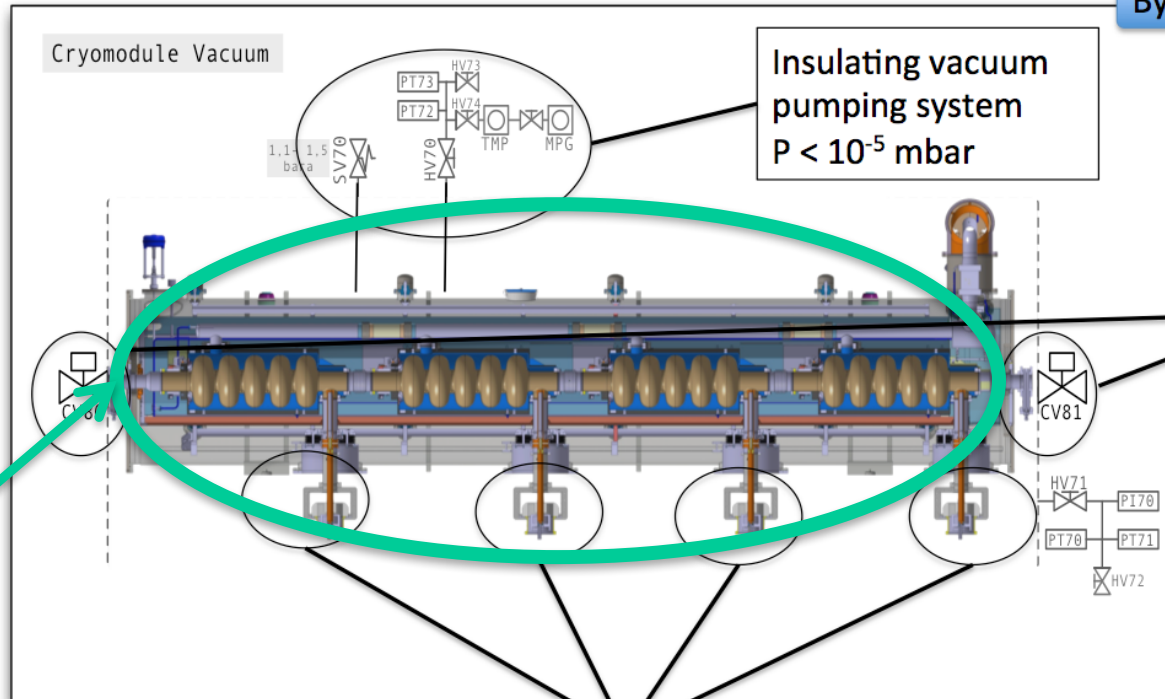 By
Cryomodule Vacuum
Insulating vacuum
pumping system
P < 10⁻⁵ mbar
HV73
PT73
HV74
PT72
TMP
MPG
1,1- 1,5
bara
SV70
HV70
CV81
HV71
PI70
PT70
PT71
HV72